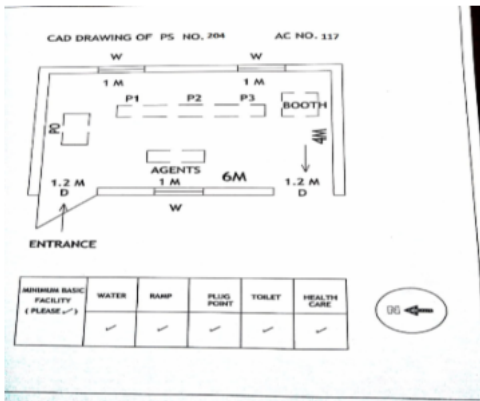 CAD DRAWING OF PS NO. 204 AC NO. 117
W W
1 M 1 M
P1 P2 P3
BOOTH
PO
4M
AGENTS
1.2 M 1 M 6M 1.2 M
D D
W
ENTRANCE
MINIMUM BASIC FACILITY ( PLEASE ✓ ) WATER RAMP PLUG POINT TOILET HEALTH CARE
✓ ✓ ✓ ✓ ✓
N